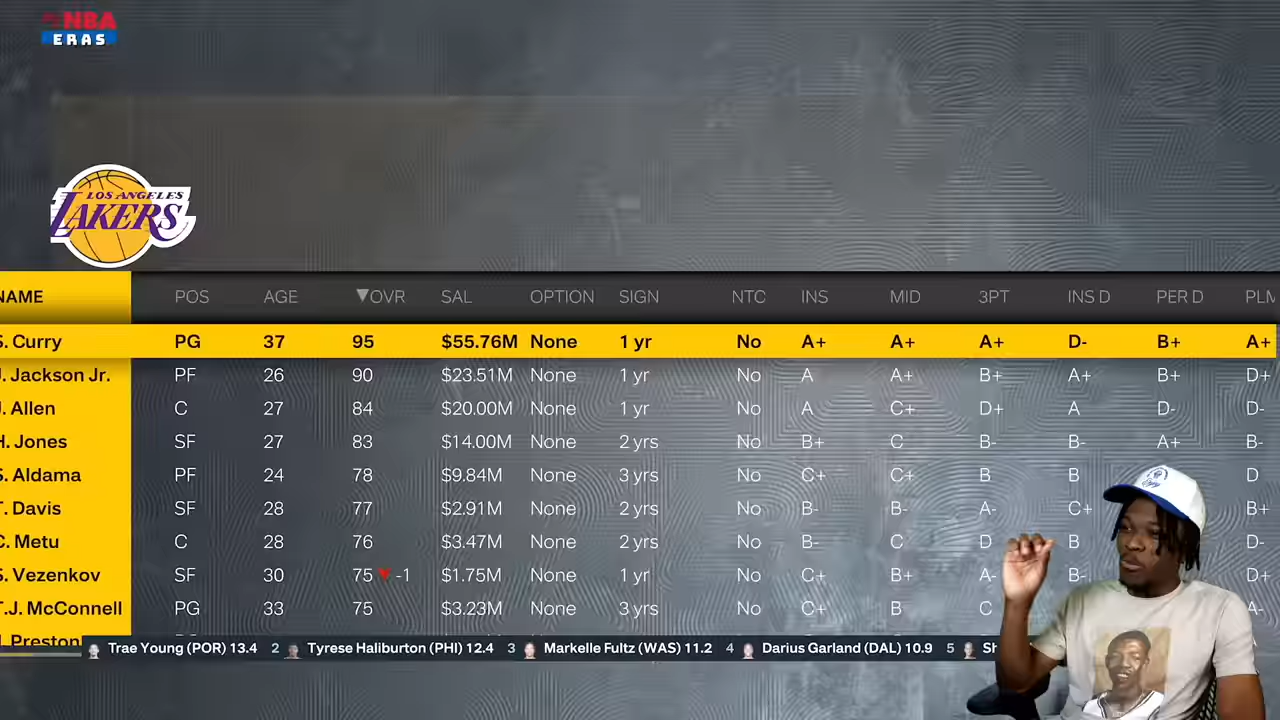 NBA
ERAS
LOS ANGELES
LAKERS
NAME POS AGE ▼OVR SAL OPTION SIGN NTC INS MID 3PT INS D PER D PLM
S. Curry PG 37 95 $55.76M None 1 yr No A+ A+ A+ D- B+ A+
J. Jackson Jr. PF 26 90 $23.51M None 1 yr No A A+ B+ A+ B+ D+
J. Allen C 27 84 $20.00M None 1 yr No A C+ D+ A D- D-
H. Jones SF 27 83 $14.00M None 2 yrs No B+ C B- B- A+ B-
S. Aldama PF 24 78 $9.84M None 3 yrs No C+ C+ B B D
T. Davis SF 28 77 $2.91M None 2 yrs No B- B- A- C+ B+
C. Metu C 28 76 $3.47M None 2 yrs No B- C D B D-
S. Vezenkov SF 30 75 -1 $1.75M None 1 yr No C+ B+ A- B- D+
T.J. McConnell PG 33 75 $3.23M None 3 yrs No C+ B C A-
Preston
Trae Young (POR) 13.4 2 Tyrese Haliburton (PHI) 12.4 3 Markelle Fultz (WAS) 11.2 4 Darius Garland (DAL) 10.9 5 Sh